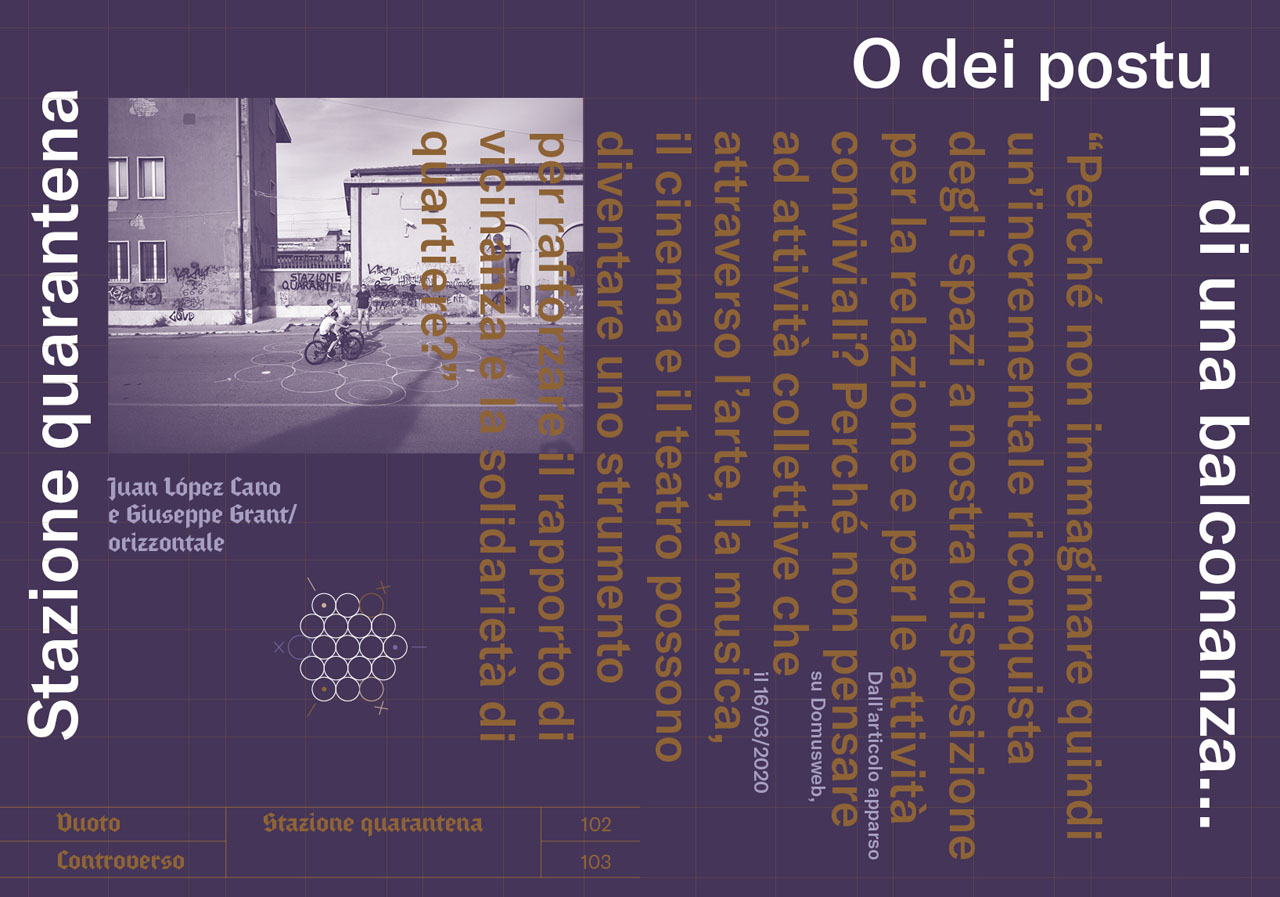 Stazione quarantena
STAZIONE
QUARANTENA
Juan López Cano
e Giuseppe Grant/
orizzontale
O dei postu
mi di una balconanza...
“Perché non immaginare quindi
un’incrementale riconquista
degli spazi a nostra disposizione
per la relazione e per le attività
conviviali? Perché non pensare
ad attività collettive che
attraverso l’arte, la musica,
il cinema e il teatro possono
diventare uno strumento
per rafforzare il rapporto di
vicinanza e la solidarietà di
quartiere?”
Dall’articolo apparso
su Domusweb,
il 16/03/2020
Vuoto
Controverso
Stazione quarantena
102
103